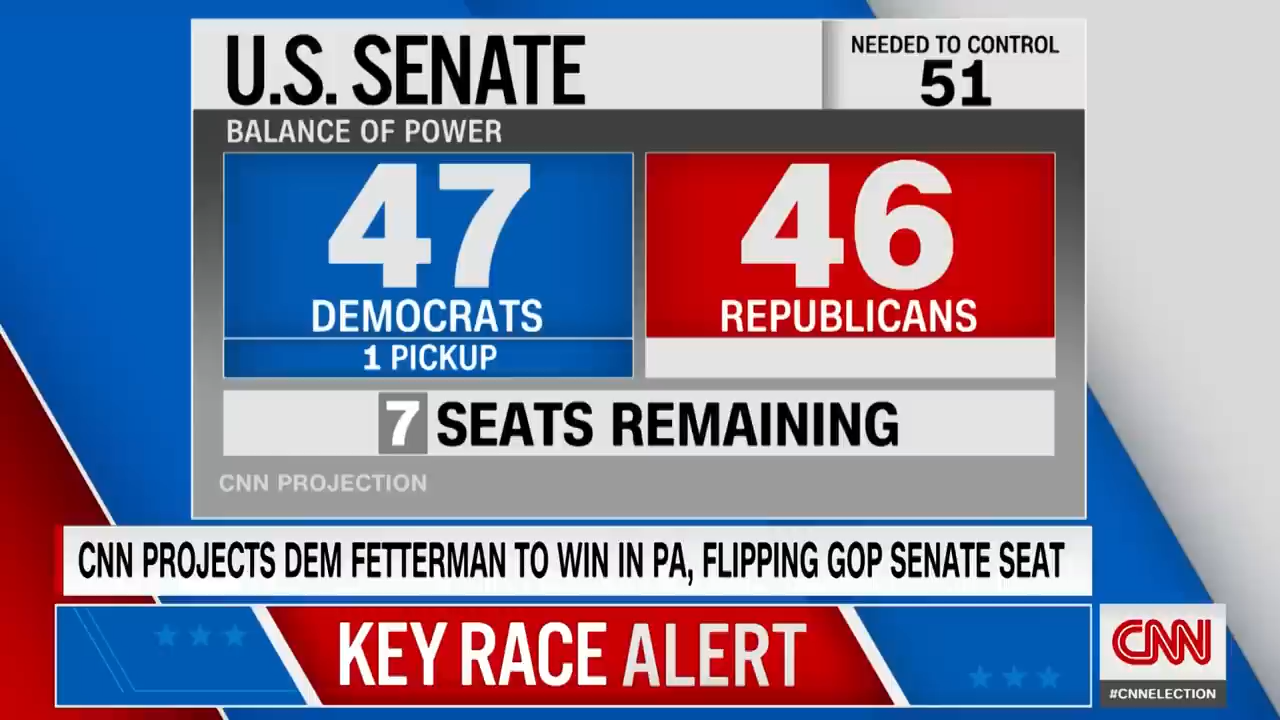 U.S. SENATE
NEEDED TO CONTROL
51
BALANCE OF POWER
47
DEMOCRATS
1 PICKUP
46
REPUBLICANS
7 SEATS REMAINING
CNN PROJECTION
CNN PROJECTS DEM FETTERMAN TO WIN IN PA, FLIPPING GOP SENATE SEAT
KEY RACE ALERT
CNN
#CNNELECTION